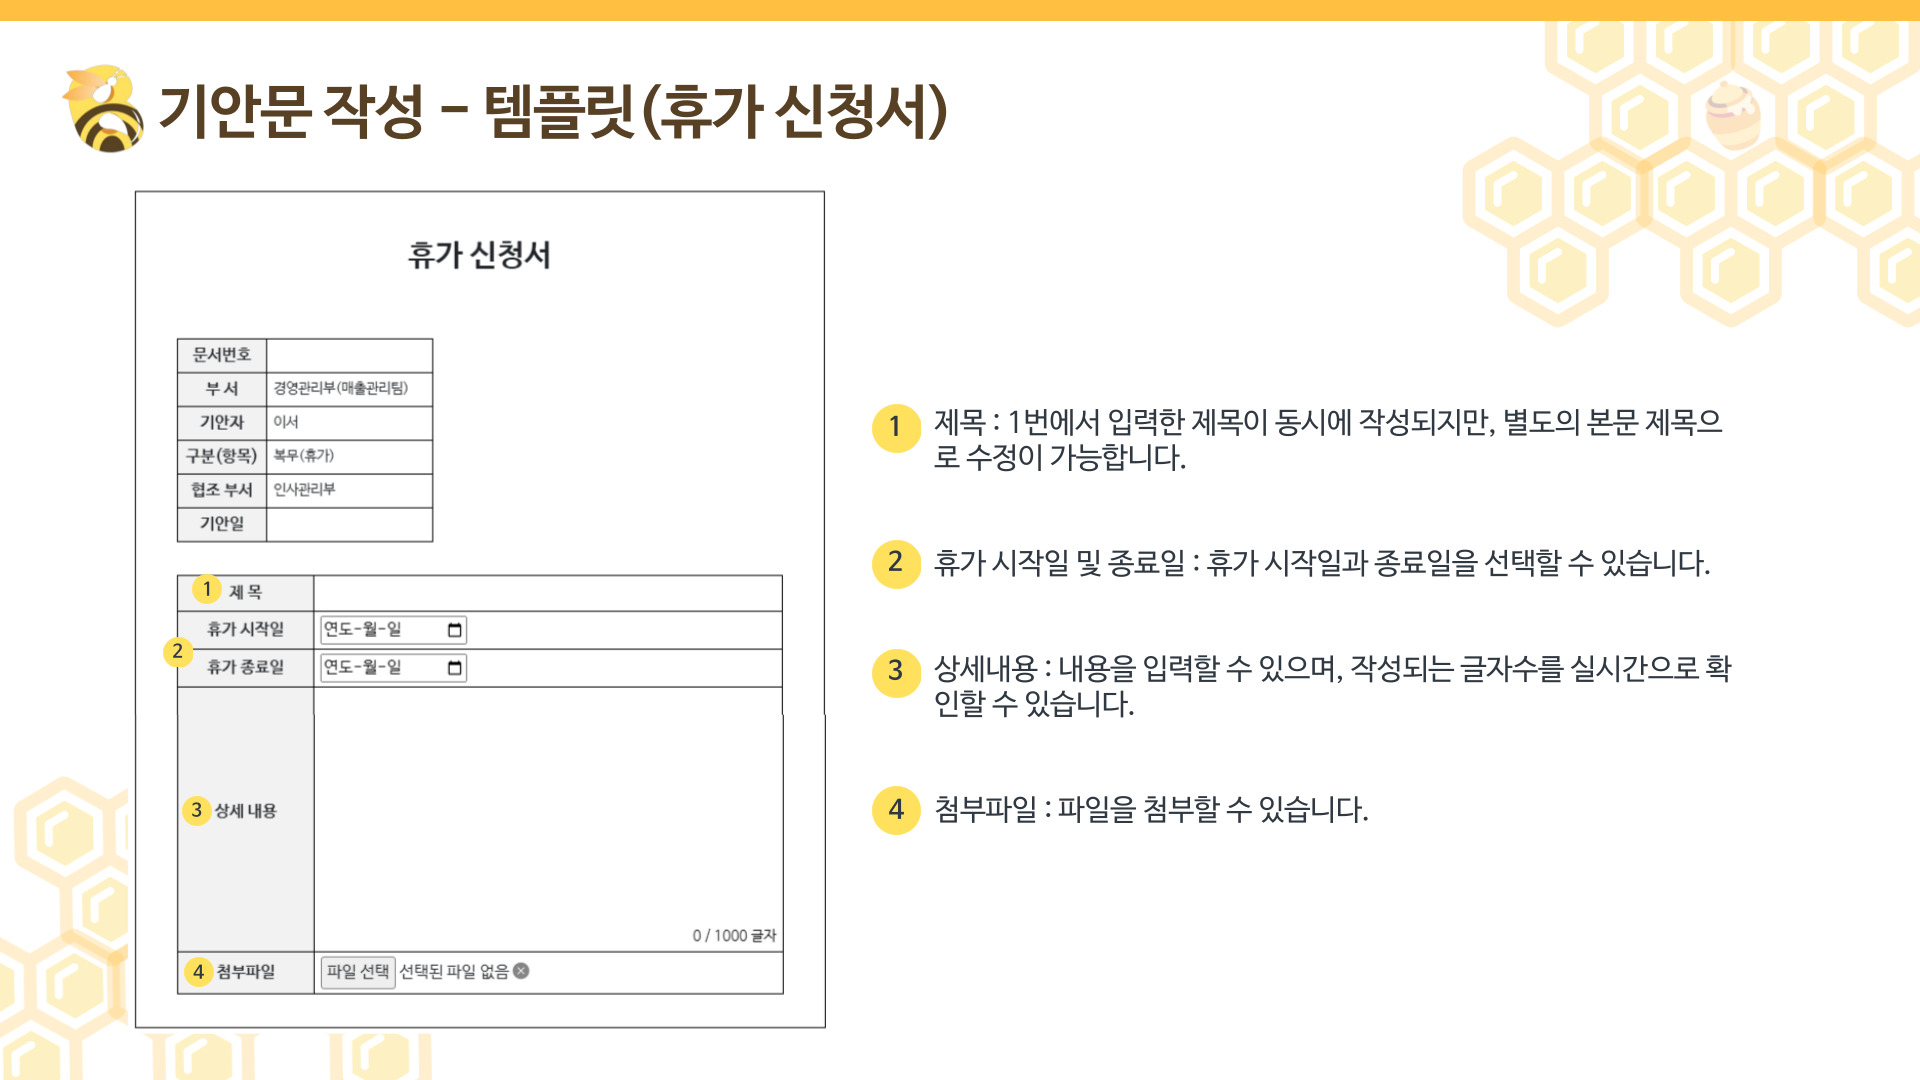 기안문 작성 - 템플릿(휴가 신청서)
휴가 신청서
문서번호
부 서 경영관리부(매출관리팀)
기안자 이서
구분(항목) 복무(휴가)
협조 부서 인사관리부
기안일
1 제 목
휴가 시작일 연도-월-일
2
휴가 종료일 연도-월-일
3 상세 내용
0 / 1000 글자
4 첨부파일 파일 선택 선택된 파일 없음
1 제목 : 1번에서 입력한 제목이 동시에 작성되지만, 별도의 본문 제목으
로 수정이 가능합니다.
2 휴가 시작일 및 종료일 : 휴가 시작일과 종료일을 선택할 수 있습니다.
3 상세내용 : 내용을 입력할 수 있으며, 작성되는 글자수를 실시간으로 확
인할 수 있습니다.
4 첨부파일 : 파일을 첨부할 수 있습니다.